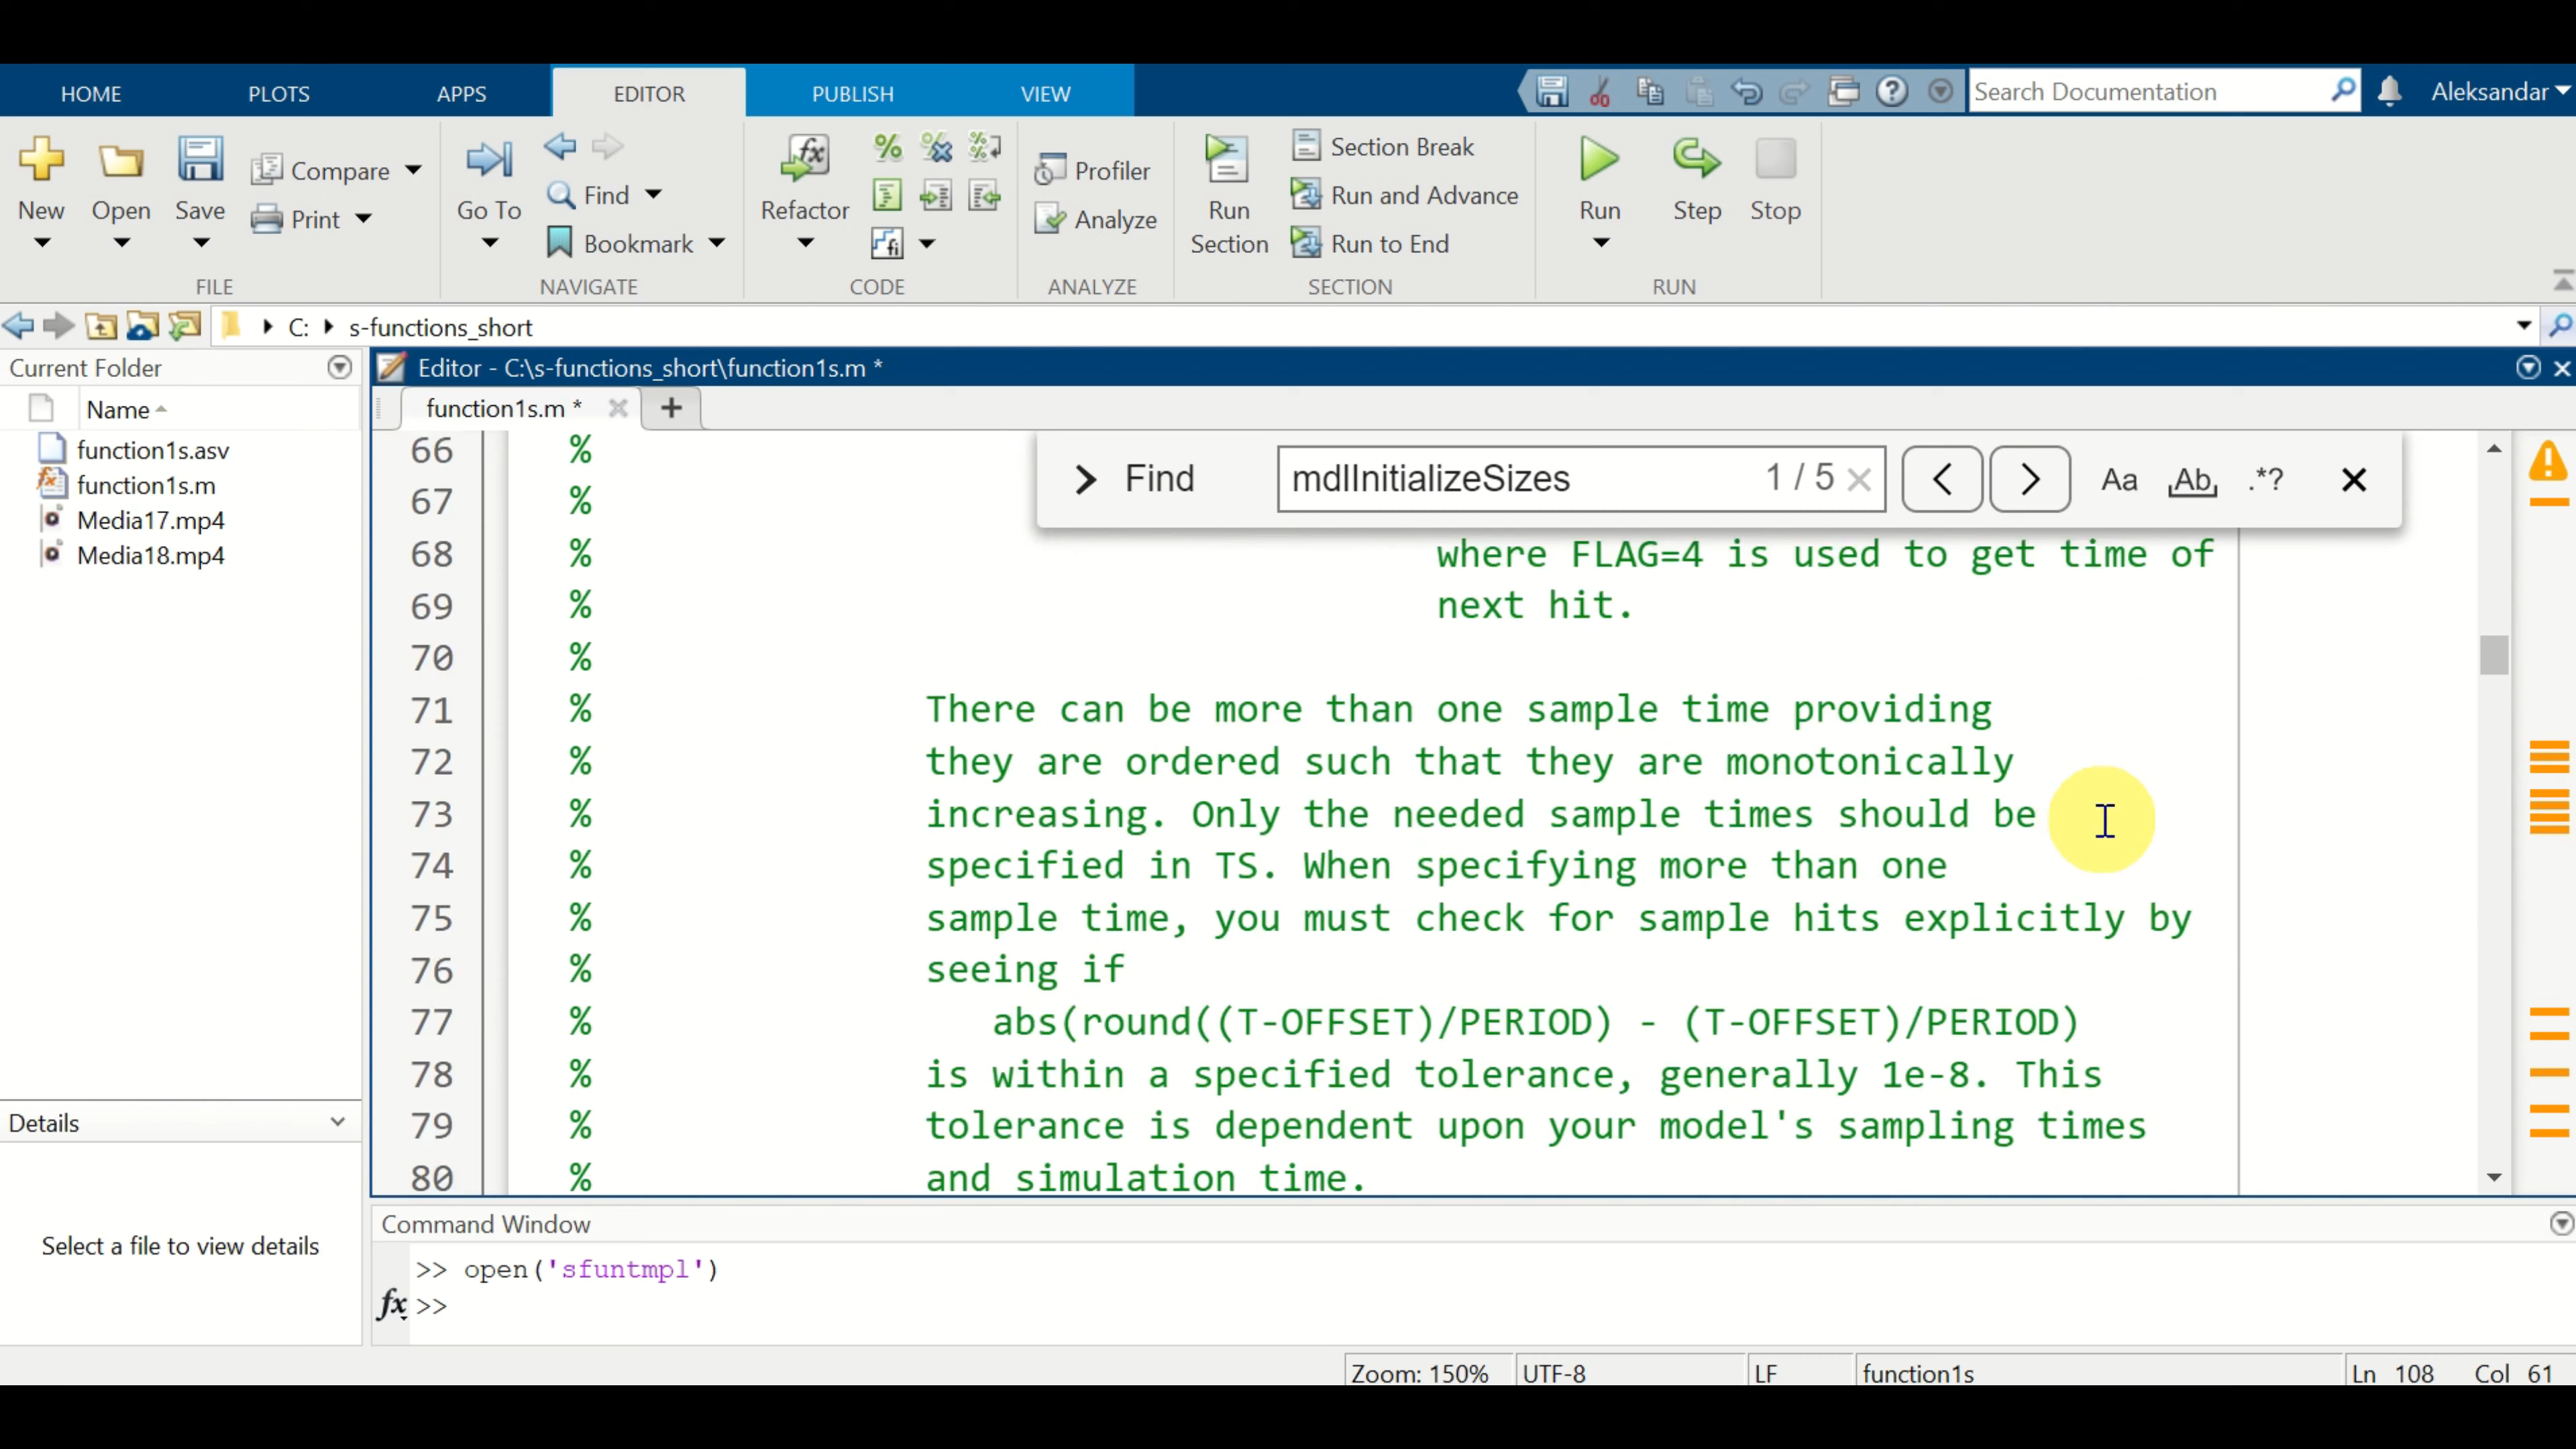 HOME PLOTS APPS EDITOR PUBLISH VIEW Search Documentation Aleksandar
New Open Save Compare Print Go To Find Bookmark Refactor Profiler Analyze Run Section Section Break Run and Advance Run to End Run Step Stop
FILE NAVIGATE CODE ANALYZE SECTION RUN
C: s-functions_short
Current Folder
Name
function1s.asv
function1s.m
Media17.mp4
Media18.mp4
Details
Select a file to view details
Editor - C:\s-functions_short\function1s.m *
function1s.m *
Find mdlInitializeSizes 1 / 5 Aa Ab .*?
66 %
67 %
68 % where FLAG=4 is used to get time of
69 % next hit.
70 %
71 % There can be more than one sample time providing
72 % they are ordered such that they are monotonically
73 % increasing. Only the needed sample times should be
74 % specified in TS. When specifying more than one
75 % sample time, you must check for sample hits explicitly by
76 % seeing if
77 % abs(round((T-OFFSET)/PERIOD) - (T-OFFSET)/PERIOD)
78 % is within a specified tolerance, generally 1e-8. This
79 % tolerance is dependent upon your model's sampling times
80 % and simulation time.
Command Window
>> open('sfuntmpl')
fx >>
Zoom: 150% UTF-8 LF function1s Ln 108 Col 61